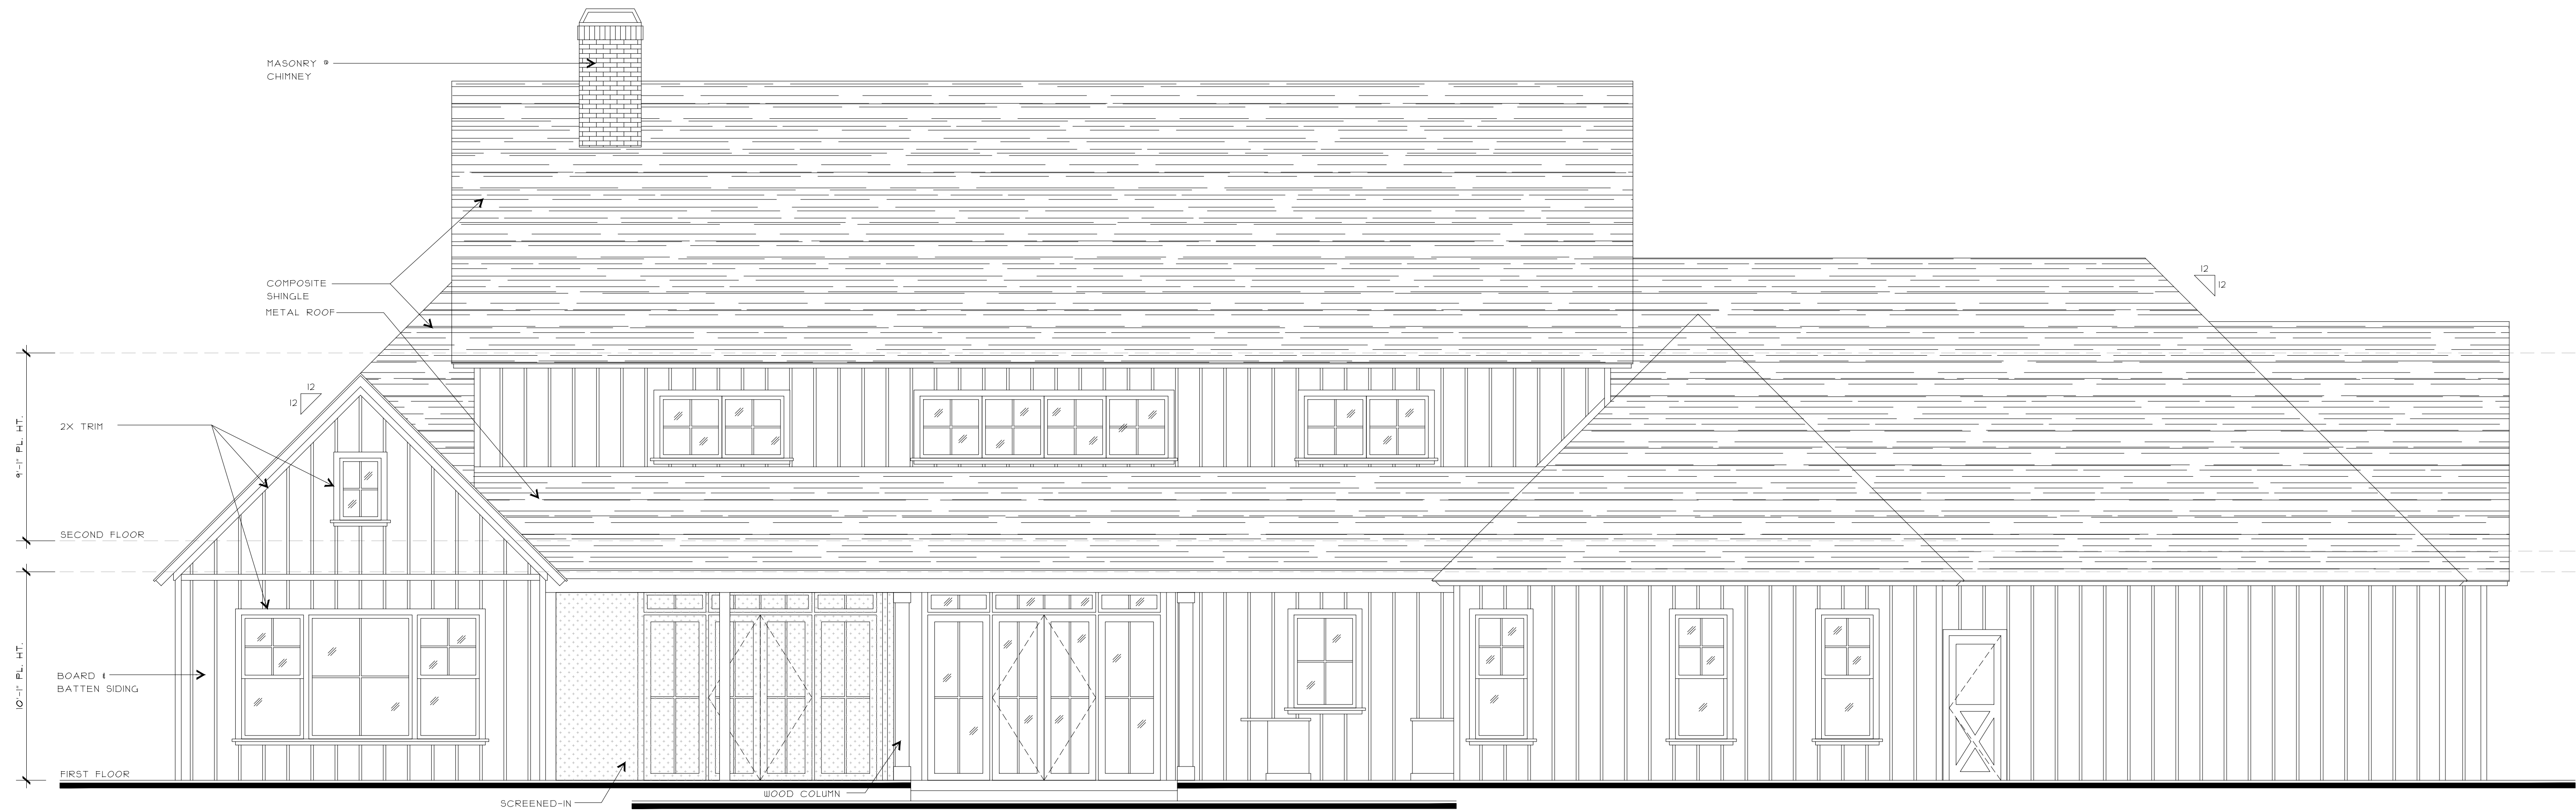 MASONRY @
CHIMNEY
COMPOSITE
SHINGLE
METAL ROOF
12
12
12
12
9'-1" PL. HT.
2X TRIM
SECOND FLOOR
10'-1" PL. HT.
BOARD &
BATTEN SIDING
FIRST FLOOR
WOOD COLUMN
SCREENED-IN